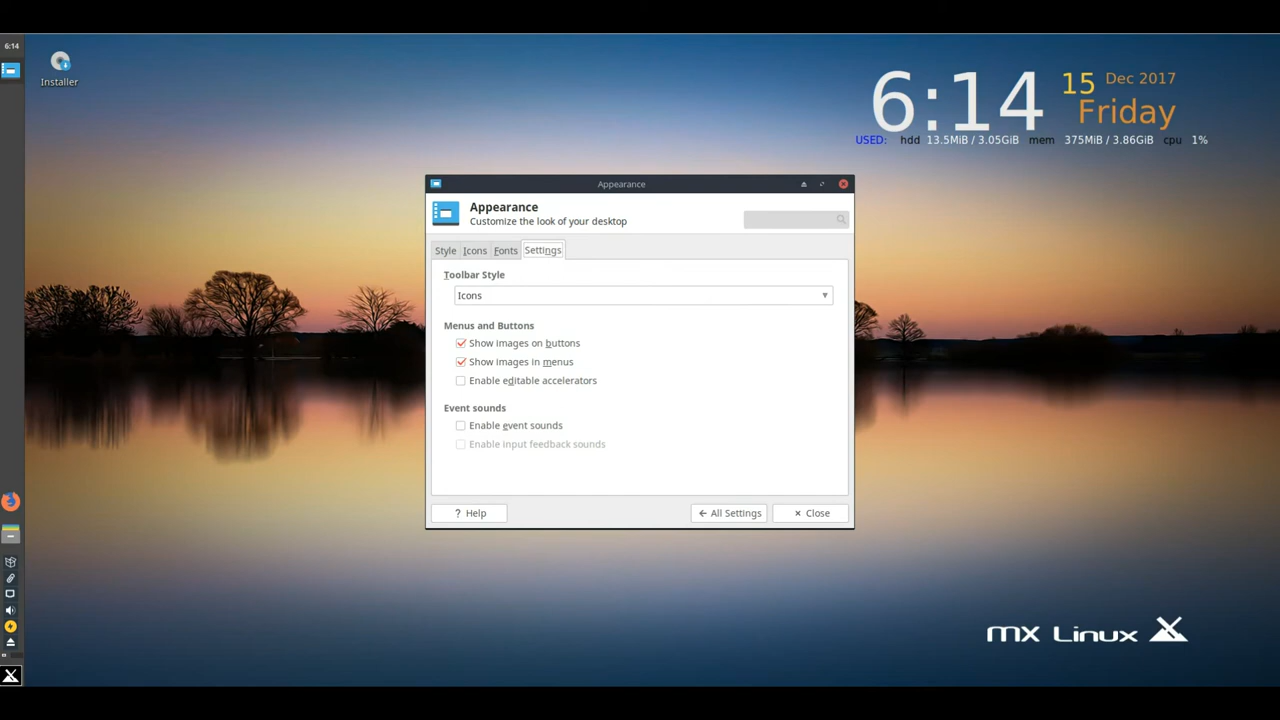 6:14
Installer
6:14
15 Dec 2017
Friday
USED: hdd 13.5MiB / 3.05GiB mem 375MiB / 3.86GiB cpu 1%
Appearance
Appearance
Customize the look of your desktop
Style Icons Fonts Settings
Toolbar Style
Icons
Menus and Buttons
Show images on buttons
Show images in menus
Enable editable accelerators
Event sounds
Enable event sounds
Enable input feedback sounds
? Help
All Settings
Close
mx Linux